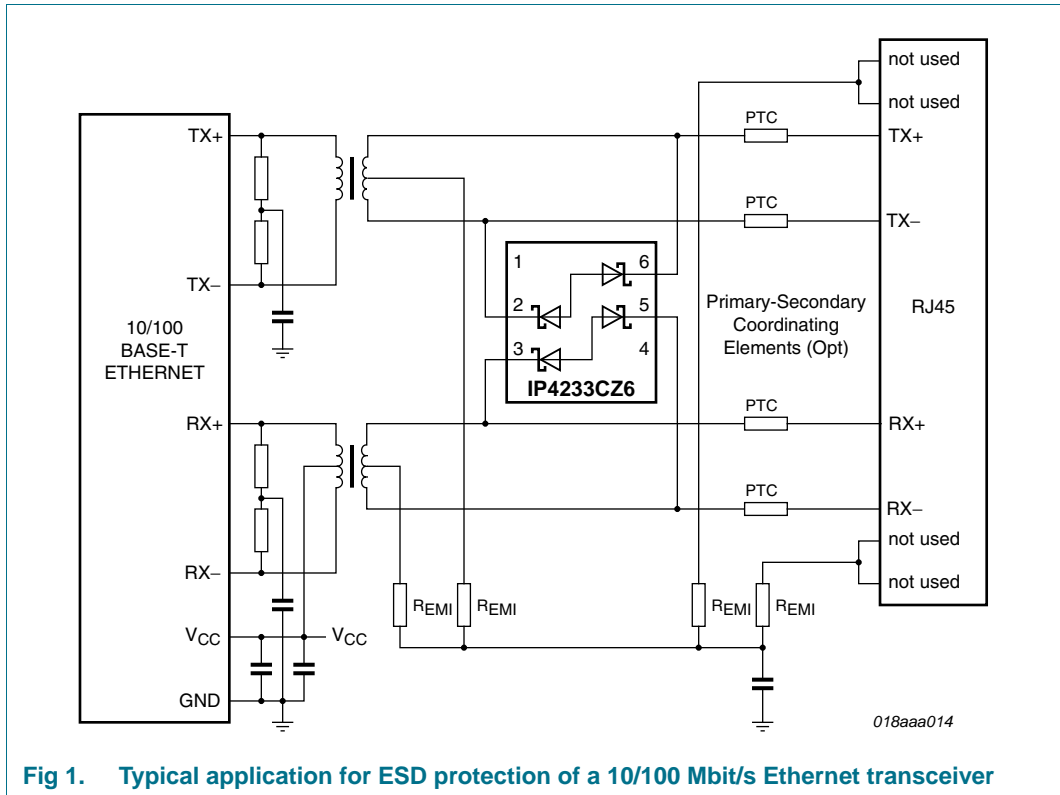 not used
not used
PTC
TX+
TX+
PTC
TX–
1
6
2
5
3
4
IP4233CZ6
TX–
Primary-Secondary
Coordinating
Elements (Opt)
RJ45
10/100
BASE-T
ETHERNET
RX+
PTC
RX+
PTC
RX–
not used
RX–
not used
REMI
REMI
REMI
REMI
VCC
VCC
GND
018aaa014
Fig 1. Typical application for ESD protection of a 10/100 Mbit/s Ethernet transceiver